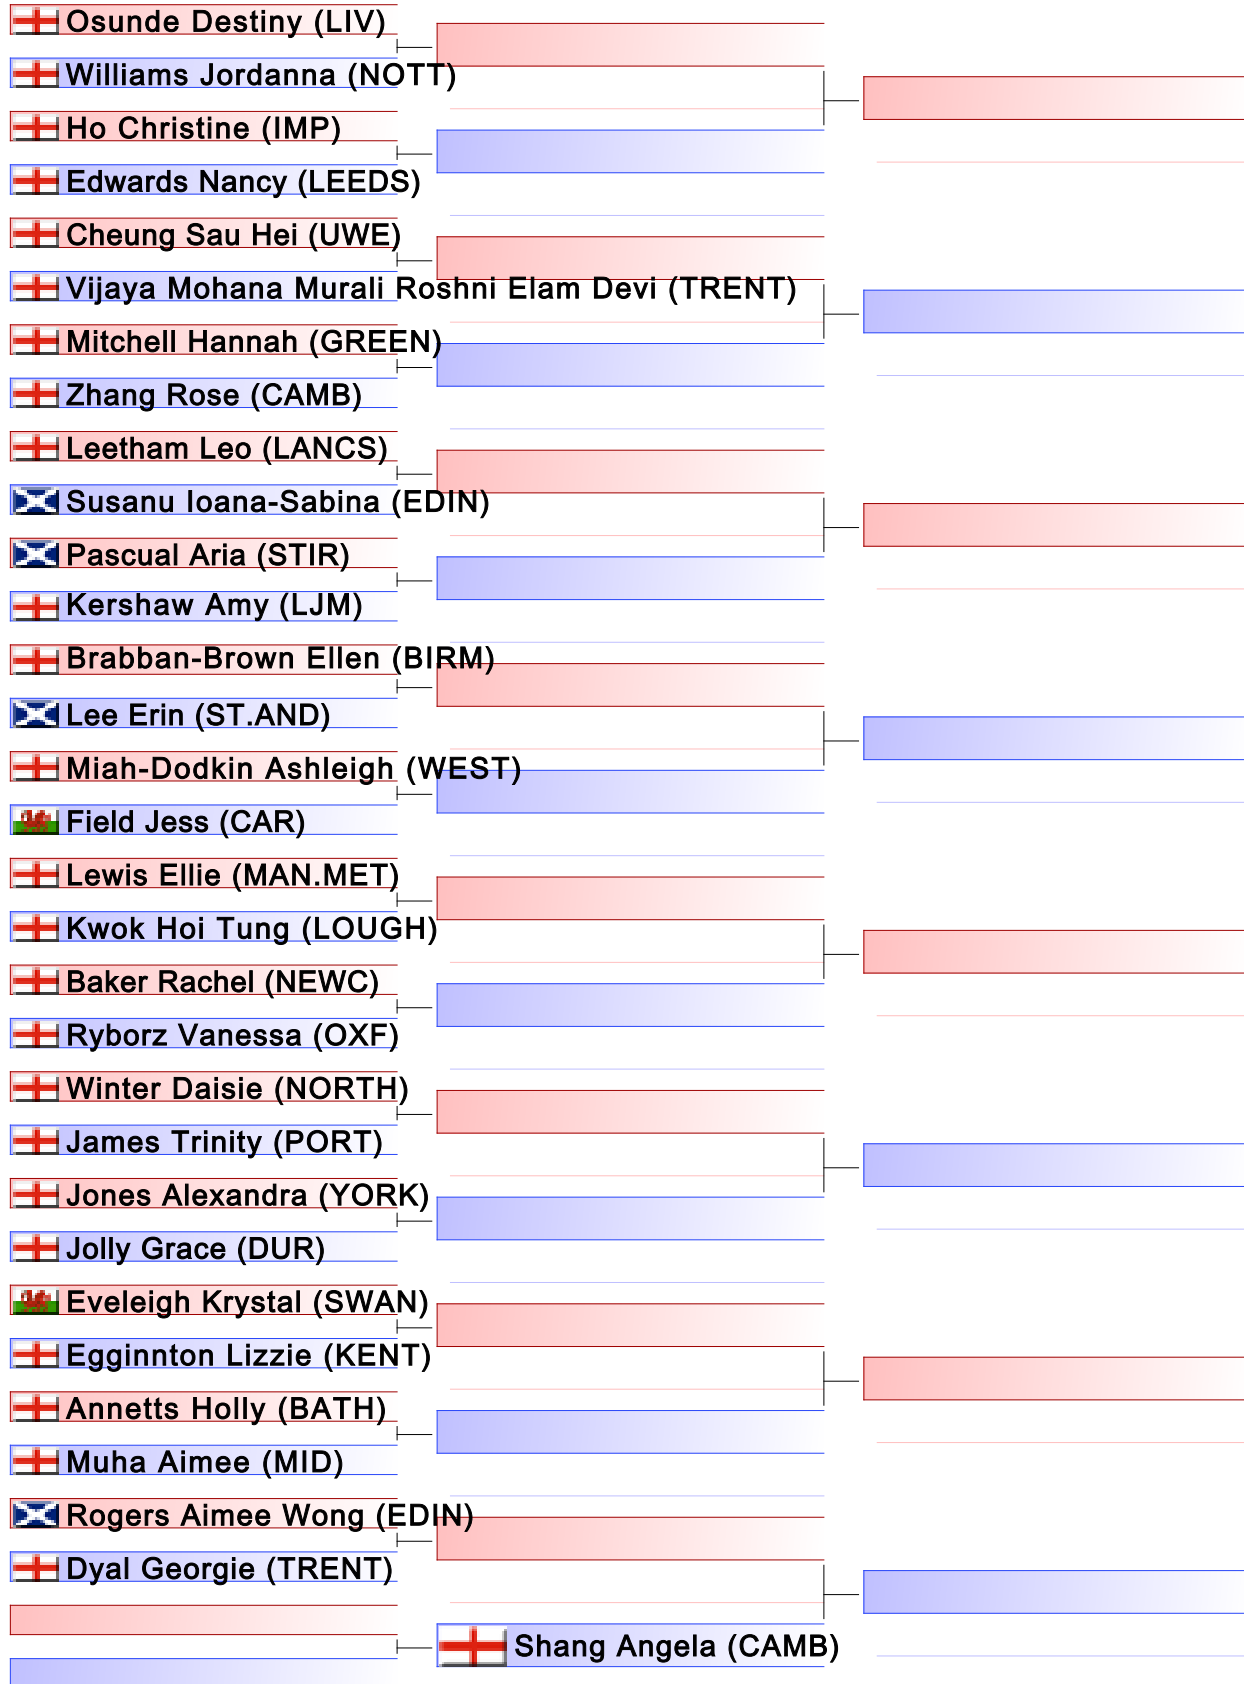 Osunde Destiny (LIV)
Williams Jordanna (NOTT)
Ho Christine (IMP)
Edwards Nancy (LEEDS)
Cheung Sau Hei (UWE)
Vijaya Mohana Murali Roshni Elam Devi (TRENT)
Mitchell Hannah (GREEN)
Zhang Rose (CAMB)
Leetham Leo (LANCS)
Susanu Ioana-Sabina (EDIN)
Pascual Aria (STIR)
Kershaw Amy (LJM)
Brabban-Brown Ellen (BIRM)
Lee Erin (ST.AND)
Miah-Dodkin Ashleigh (WEST)
Field Jess (CAR)
Lewis Ellie (MAN.MET)
Kwok Hoi Tung (LOUGH)
Baker Rachel (NEWC)
Ryborz Vanessa (OXF)
Winter Daisie (NORTH)
James Trinity (PORT)
Jones Alexandra (YORK)
Jolly Grace (DUR)
Eveleigh Krystal (SWAN)
Egginnton Lizzie (KENT)
Annetts Holly (BATH)
Muha Aimee (MID)
Rogers Aimee Wong (EDIN)
Dyal Georgie (TRENT)
Shang Angela (CAMB)